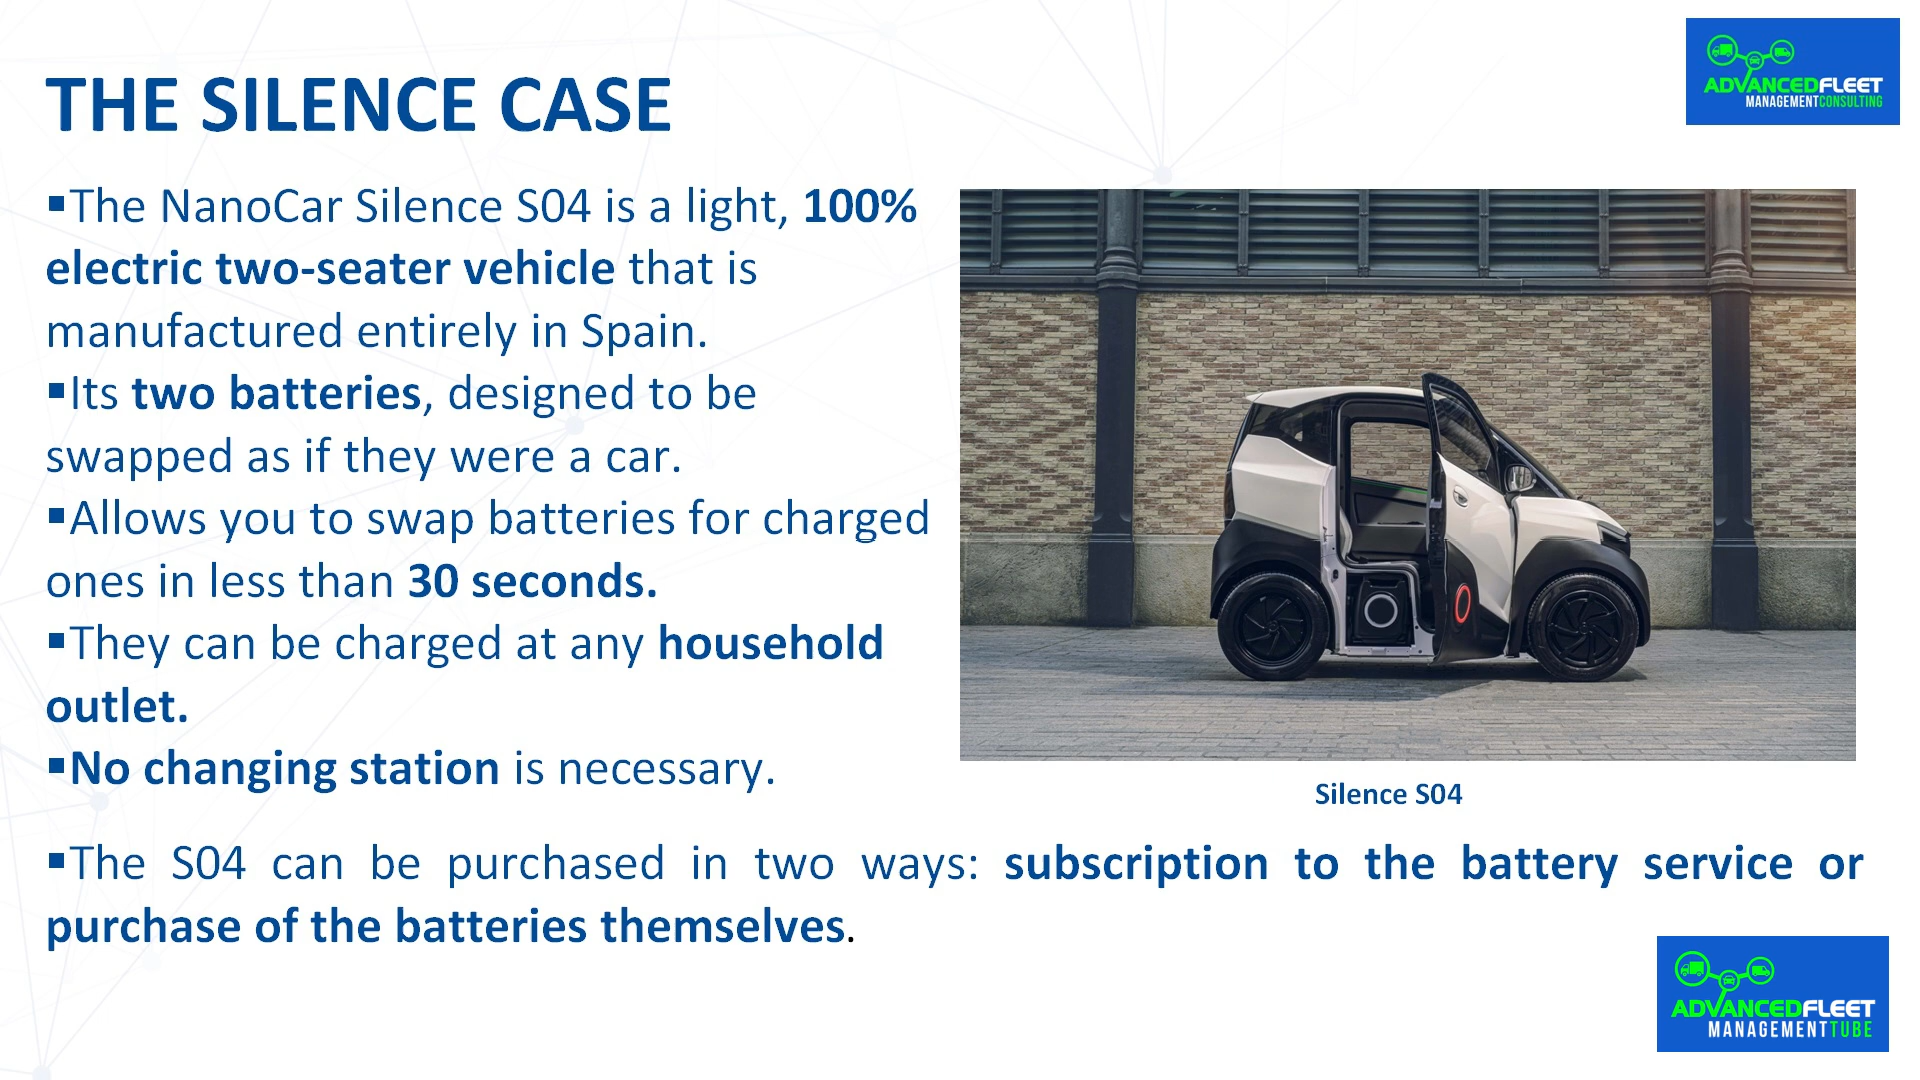 THE SILENCE CASE
ADVANCEDFLEET
MANAGEMENTCONSULTING
▪The NanoCar Silence S04 is a light, 100%
electric two-seater vehicle that is
manufactured entirely in Spain.
▪Its two batteries, designed to be
swapped as if they were a car.
▪Allows you to swap batteries for charged
ones in less than 30 seconds.
▪They can be charged at any household
outlet.
▪No changing station is necessary.
Silence S04
▪The S04 can be purchased in two ways: subscription to the battery service or
purchase of the batteries themselves.
ADVANCEDFLEET
MANAGEMENTTUBE